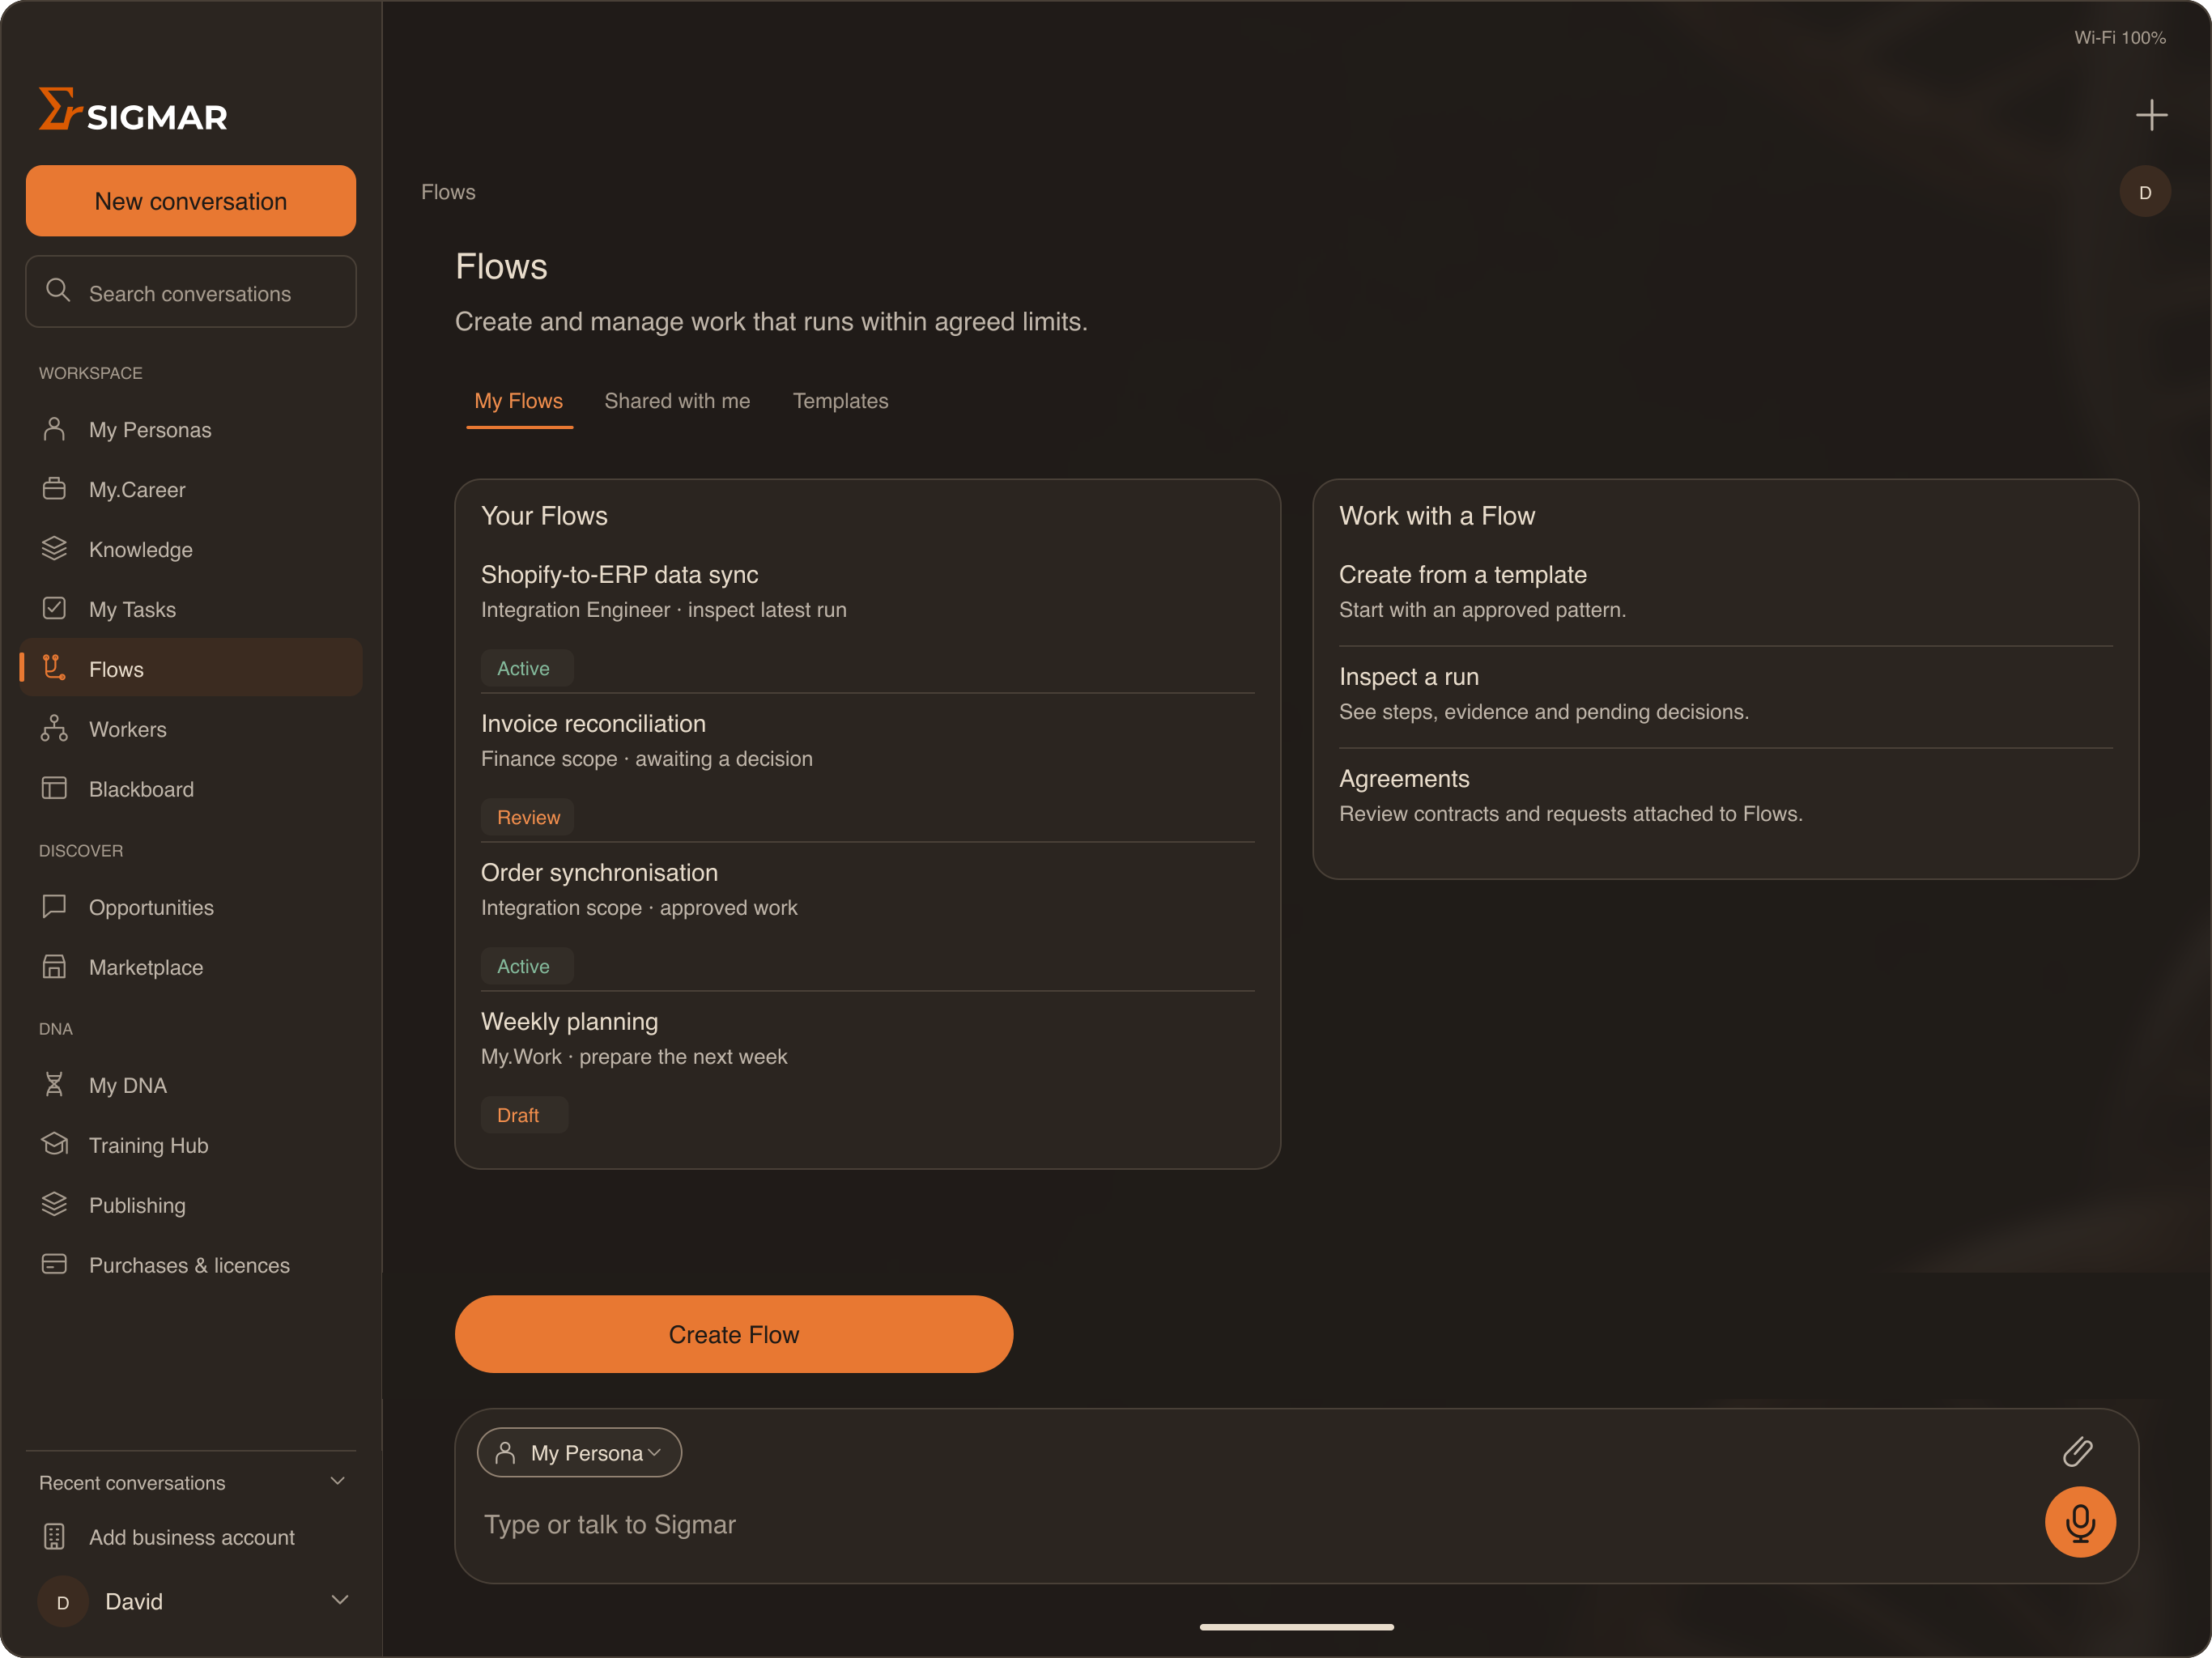 Wi-Fi 100%
Σr SIGMAR
New conversation
Search conversations
WORKSPACE
My Personas
My.Career
Knowledge
My Tasks
Flows
Workers
Blackboard
DISCOVER
Opportunities
Marketplace
DNA
My DNA
Training Hub
Publishing
Purchases & licences
Recent conversations
Add business account
D David
Flows
D
Flows
Create and manage work that runs within agreed limits.
My Flows Shared with me Templates
Your Flows
Shopify-to-ERP data sync
Integration Engineer · inspect latest run
Active
Invoice reconciliation
Finance scope · awaiting a decision
Review
Order synchronisation
Integration scope · approved work
Active
Weekly planning
My.Work · prepare the next week
Draft
Work with a Flow
Create from a template
Start with an approved pattern.
Inspect a run
See steps, evidence and pending decisions.
Agreements
Review contracts and requests attached to Flows.
Create Flow
My Persona
Type or talk to Sigmar